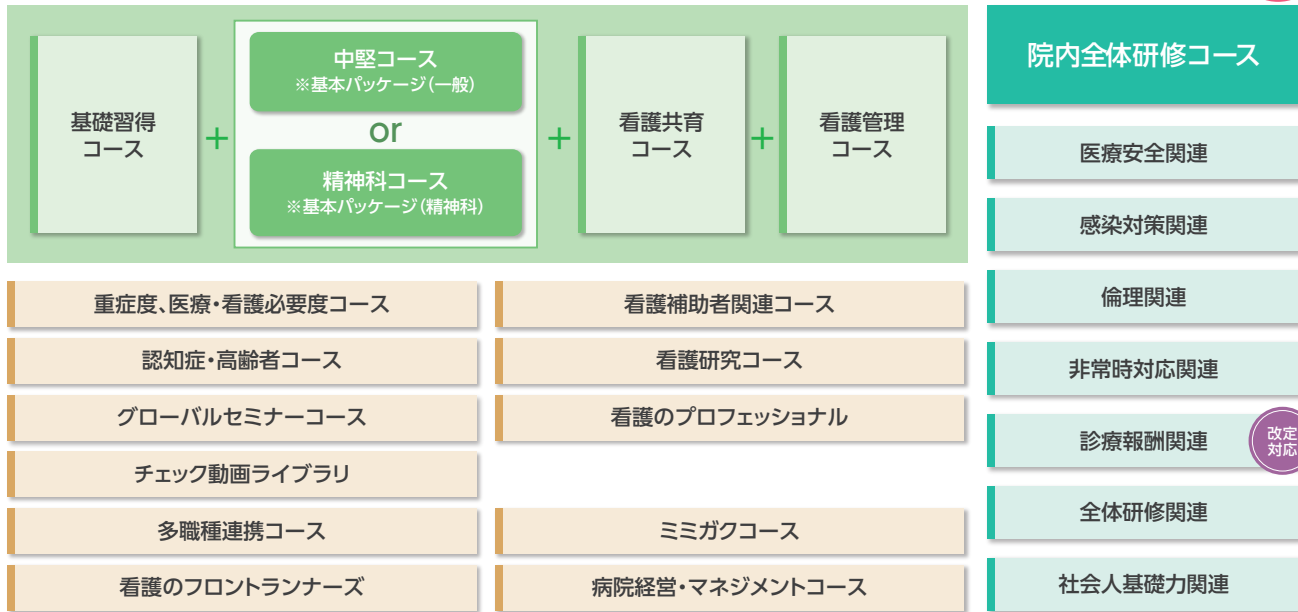 基礎習得
コース
+
中堅コース
※基本パッケージ(一般)
or
精神科コース
※基本パッケージ(精神科)
+
看護共育
コース
+
看護管理
コース
重症度、医療・看護必要度コース
看護補助者関連コース
認知症・高齢者コース
看護研究コース
グローバルセミナーコース
看護のプロフェッショナル
チェック動画ライブラリ
多職種連携コース
ミミガクコース
看護のフロントランナーズ
病院経営・マネジメントコース
院内全体研修コース
医療安全関連
感染対策関連
倫理関連
非常時対応関連
診療報酬関連
改定
対応
全体研修関連
社会人基礎力関連